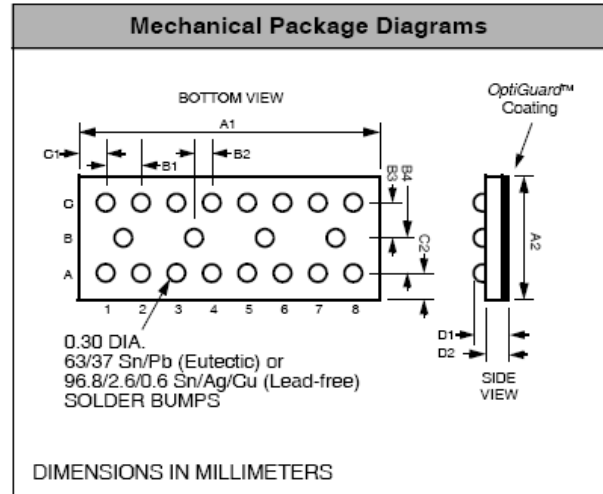 Mechanical Package Diagrams
BOTTOM VIEW
OptiGuard™
Coating
A1
C1
B1
B2
B3
B4
C
B
A
C2
A2
1 2 3 4 5 6 7 8
D1
D2
0.30 DIA.
63/37 Sn/Pb (Eutectic) or
96.8/2.6/0.6 Sn/Ag/Cu (Lead-free)
SOLDER BUMPS
SIDE
VIEW
DIMENSIONS IN MILLIMETERS